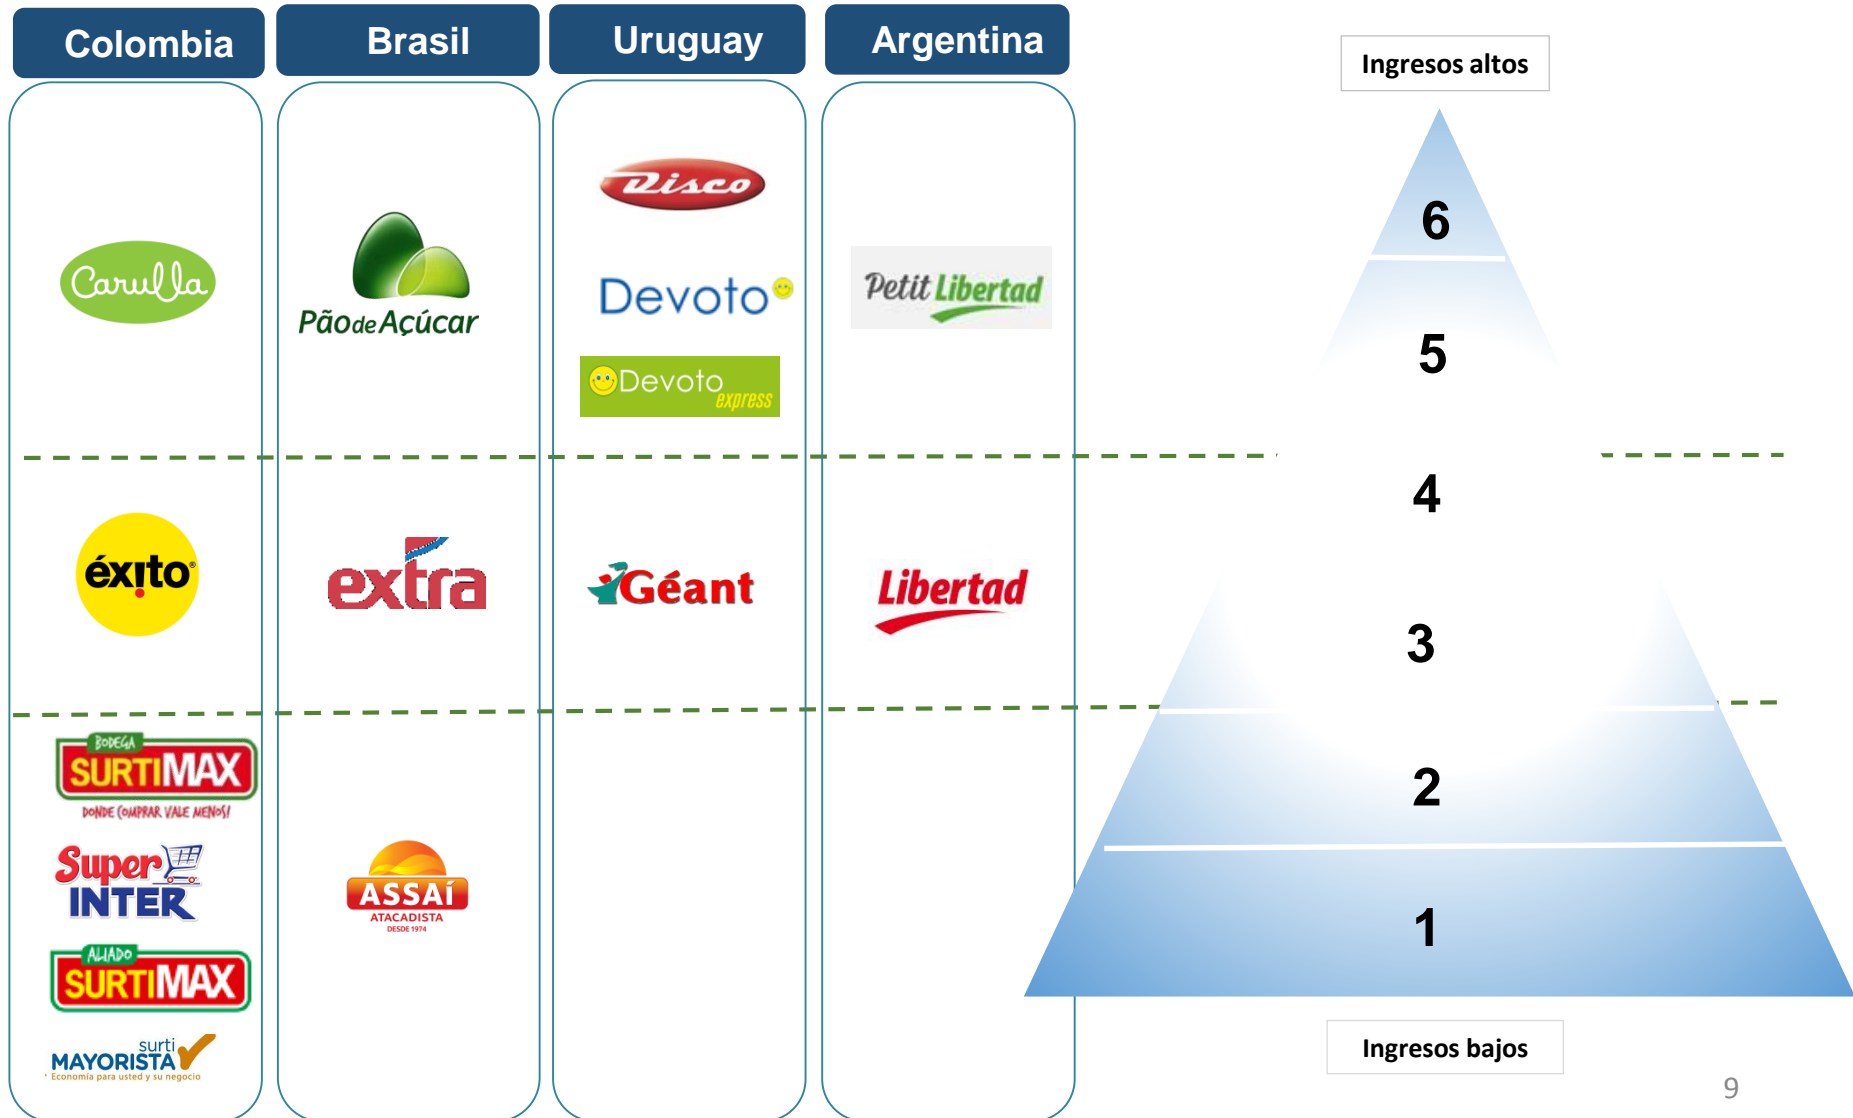 Colombia
Brasil
Uruguay
Argentina
Ingresos altos
Carulla
Pão de Açúcar
Disco
Devoto
Devoto
express
Petit Libertad
6
5
4
éxito®
extra
Géant
Libertad
3
BODEGA
SURTIMAX
DONDE COMPRAR VALE MENOS!
Super
INTER
ALIADO
SURTIMAX
surti
MAYORISTA
Economía para usted y su negocio
ASSAÍ
ATACADISTA
DESDE 1974
2
1
Ingresos bajos
9